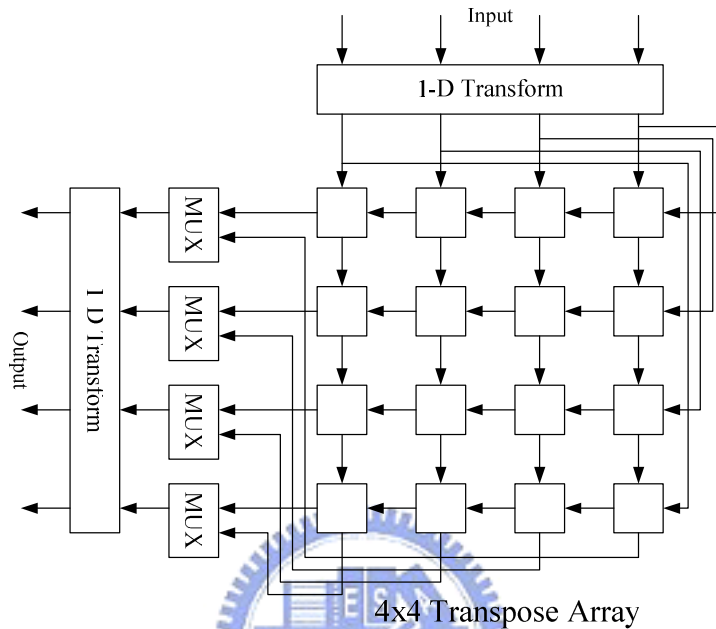 Input
1-D Transform
MUX
MUX
MUX
MUX
1 D Transform
Output
4x4 Transpose Array